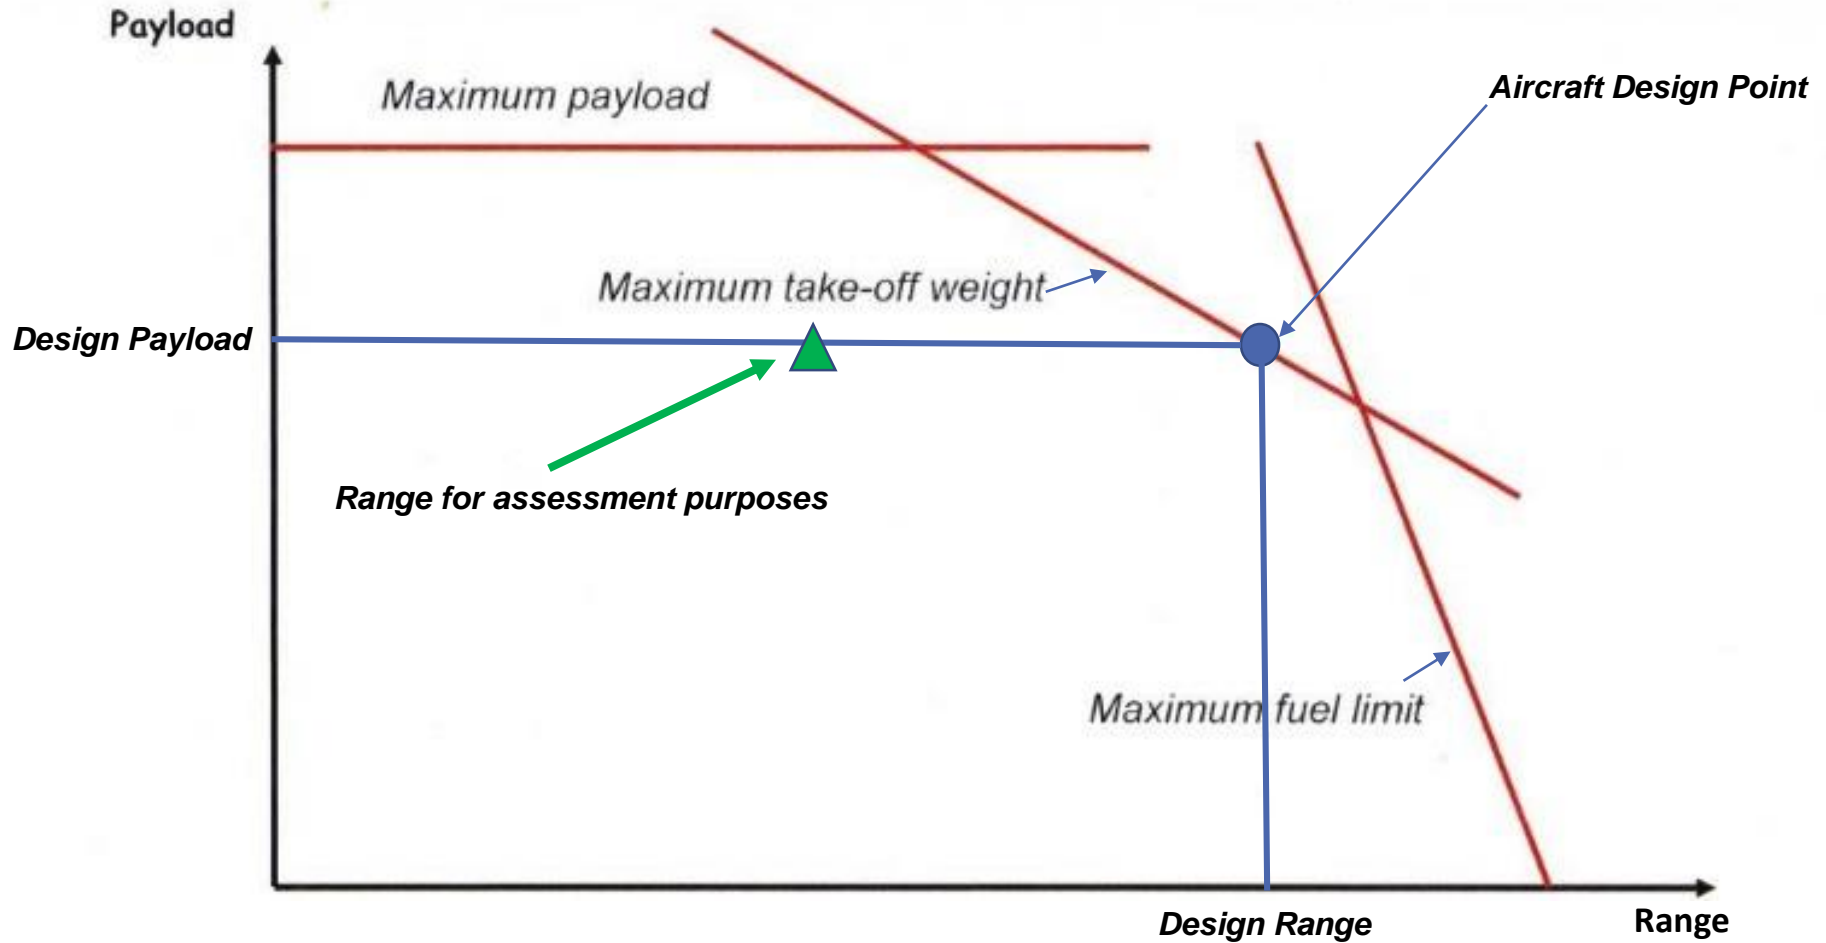 Payload
Maximum payload
Aircraft Design Point
Maximum take-off weight
Design Payload
Range for assessment purposes
Maximum fuel limit
Design Range
Range